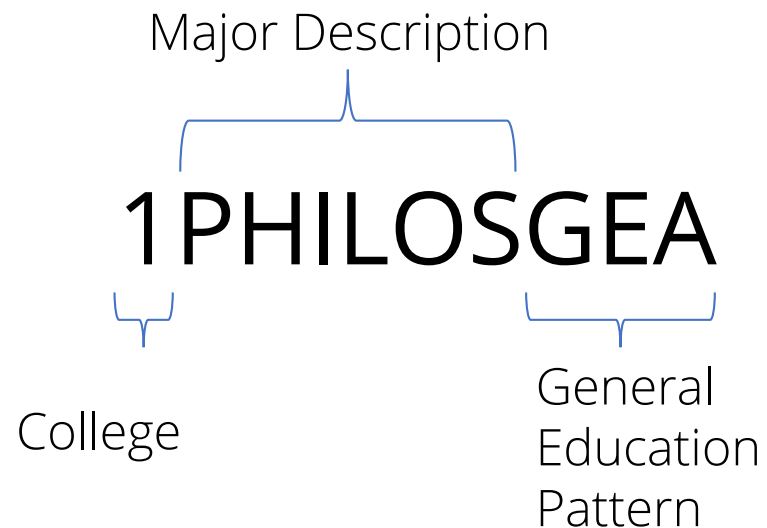 Major Description
1PHILOSGEA
College
General
Education
Pattern